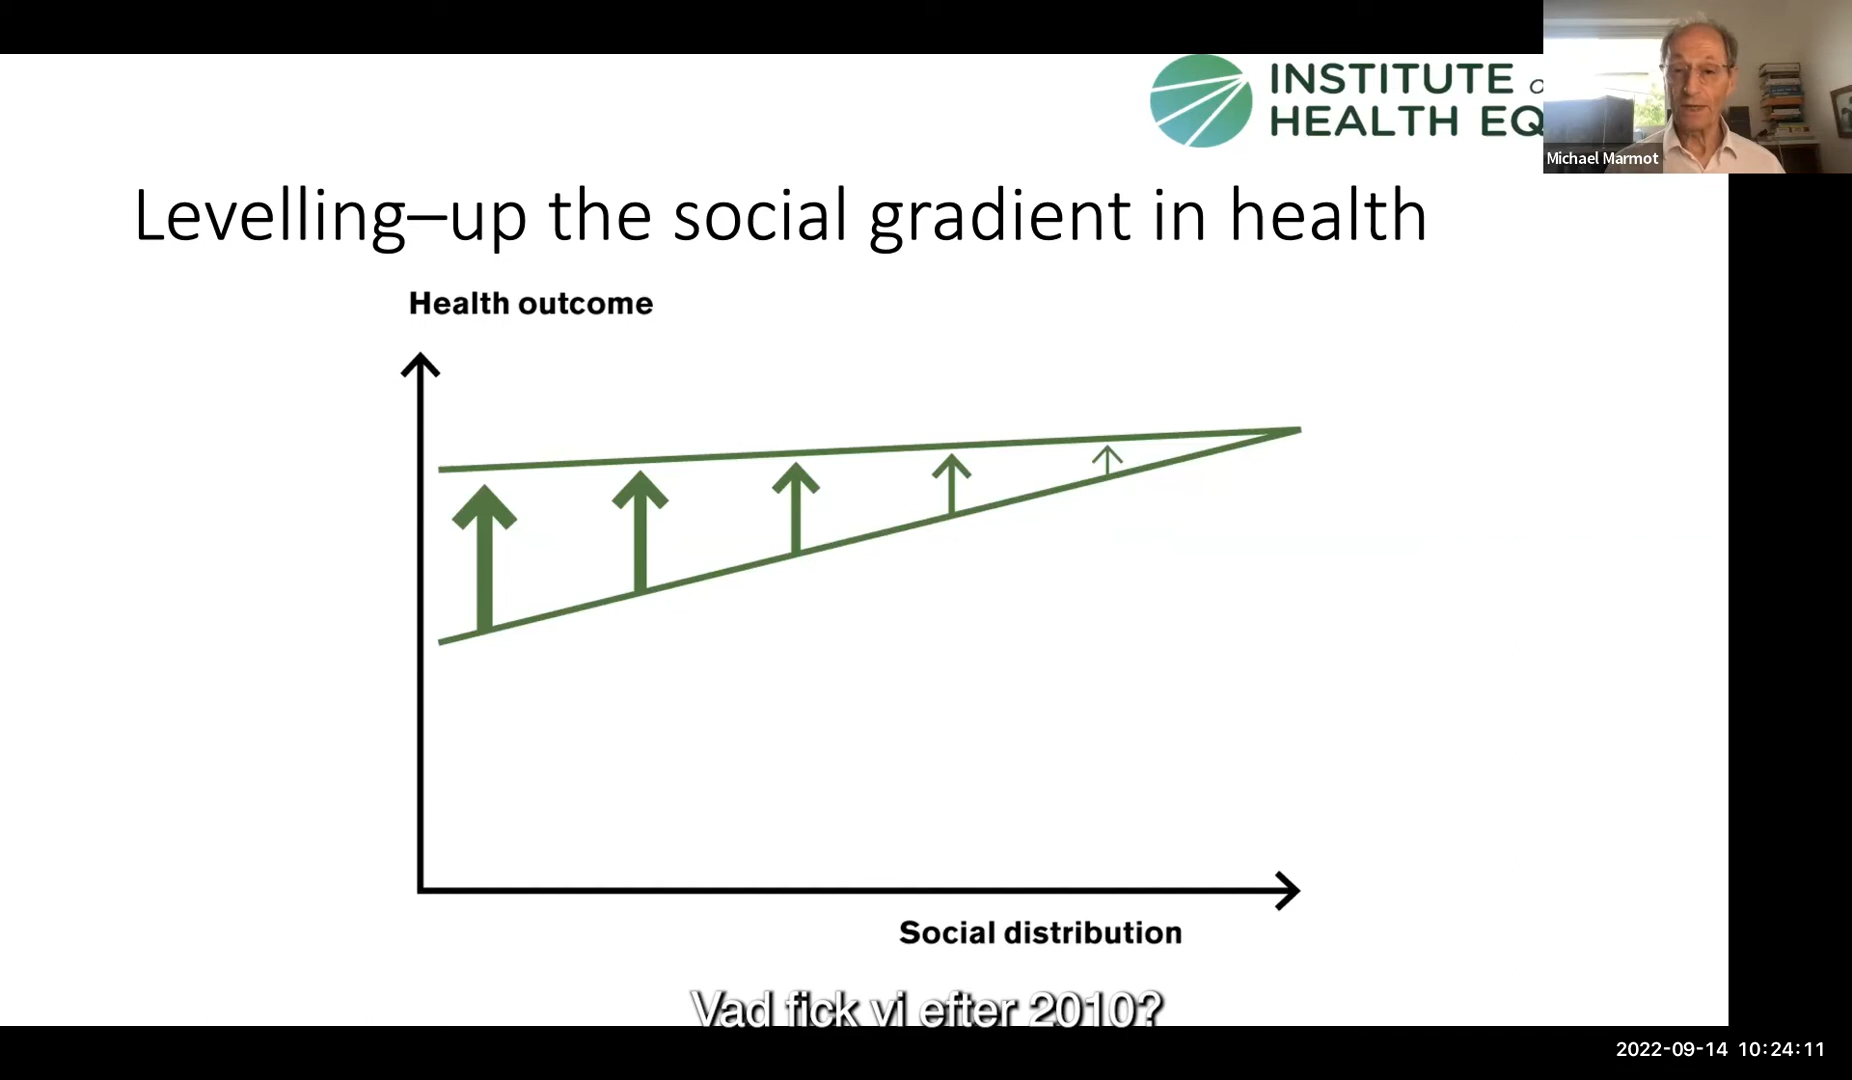 INSTITUTE
HEALTH EQ
Michael Marmot
Levelling–up the social gradient in health
Health outcome
Social distribution
Vad fick vi efter 2010?
2022-09-14 10:24:11